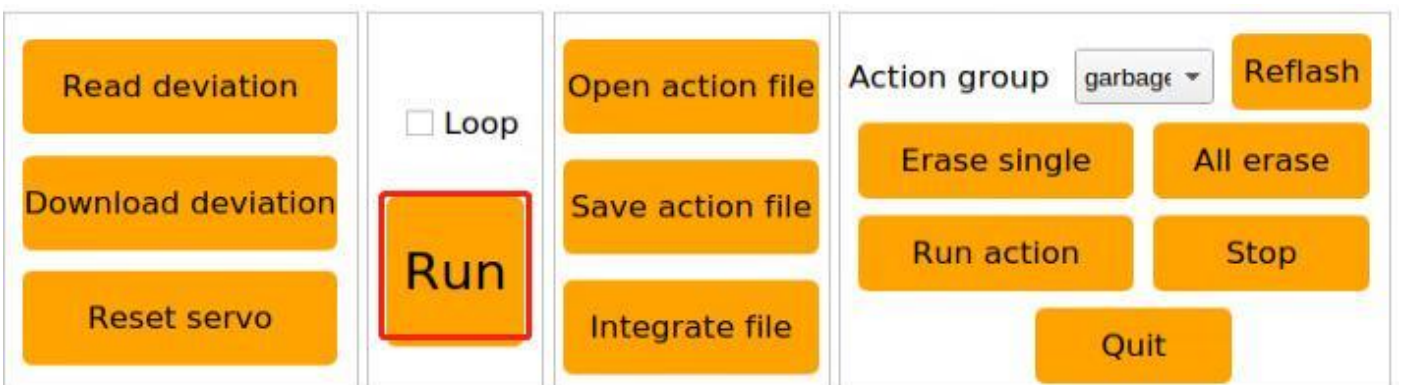 Read deviation
Download deviation
Reset servo
Loop
Run
Open action file
Save action file
Integrate file
Action group garbage Reflash
Erase single All erase
Run action Stop
Quit